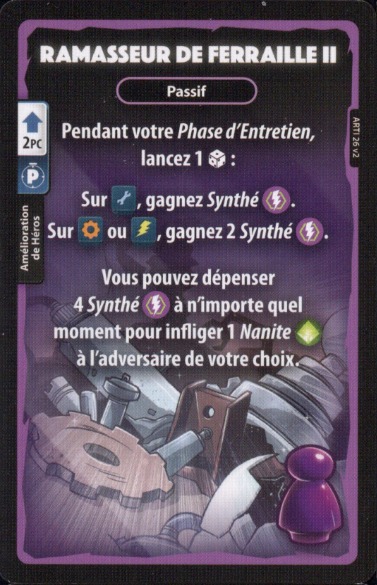 RAMASSEUR DE FERRAILLE II
Passif
2PC
P
Amélioration
de Héros
ARTI 26 v2
Pendant votre Phase d'Entretien,
lancez 1 :
Sur , gagnez Synthé .
Sur ou , gagnez 2 Synthé .
Vous pouvez dépenser
4 Synthé à n'importe quel
moment pour infliger 1 Nanite
à l'adversaire de votre choix.